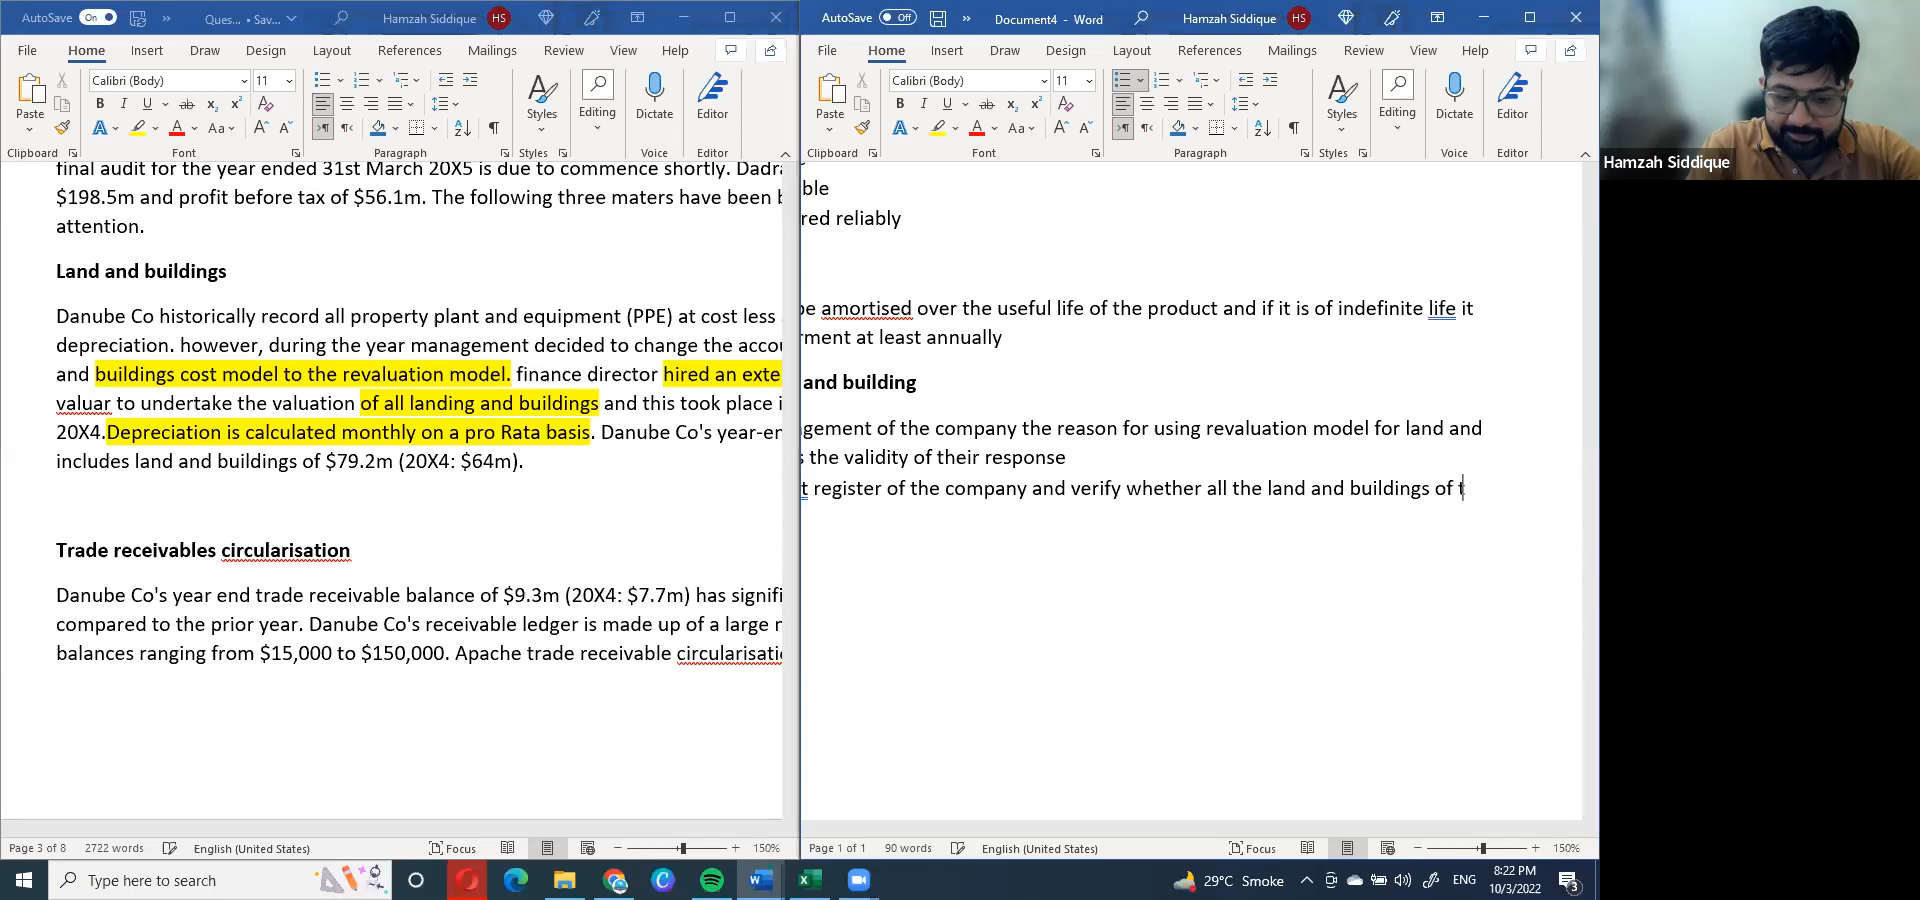 AutoSave On Ques... • Sav... Hamzah Siddique HS
File Home Insert Draw Design Layout References Mailings Review View Help
Calibri (Body) 11
Paste Styles Editing Dictate Editor
Clipboard Font Paragraph Styles Voice Editor
final audit for the year ended 31st March 20X5 is due to commence shortly. Dadra
$198.5m and profit before tax of $56.1m. The following three maters have been b
attention.
Land and buildings
Danube Co historically record all property plant and equipment (PPE) at cost less
depreciation. however, during the year management decided to change the accou
and buildings cost model to the revaluation model. finance director hired an exte
valuar to undertake the valuation of all landing and buildings and this took place i
20X4.Depreciation is calculated monthly on a pro Rata basis. Danube Co's year-en
includes land and buildings of $79.2m (20X4: $64m).
Trade receivables circularisation
Danube Co's year end trade receivable balance of $9.3m (20X4: $7.7m) has signifi
compared to the prior year. Danube Co's receivable ledger is made up of a large n
balances ranging from $15,000 to $150,000. Apache trade receivable circularisati
Page 3 of 8 2722 words English (United States) Focus 150%
AutoSave Off Document4 - Word Hamzah Siddique HS
File Home Insert Draw Design Layout References Mailings Review View Help
Calibri (Body) 11
Paste Styles Editing Dictate Editor
Clipboard Font Paragraph Styles Voice Editor
ble
red reliably
be amortised over the useful life of the product and if it is of indefinite life it
rment at least annually
and building
gement of the company the reason for using revaluation model for land and
s the validity of their response
t register of the company and verify whether all the land and buildings of t
Page 1 of 1 90 words English (United States) Focus 150%
Hamzah Siddique
Type here to search
29°C Smoke ENG 8:22 PM
10/3/2022 3